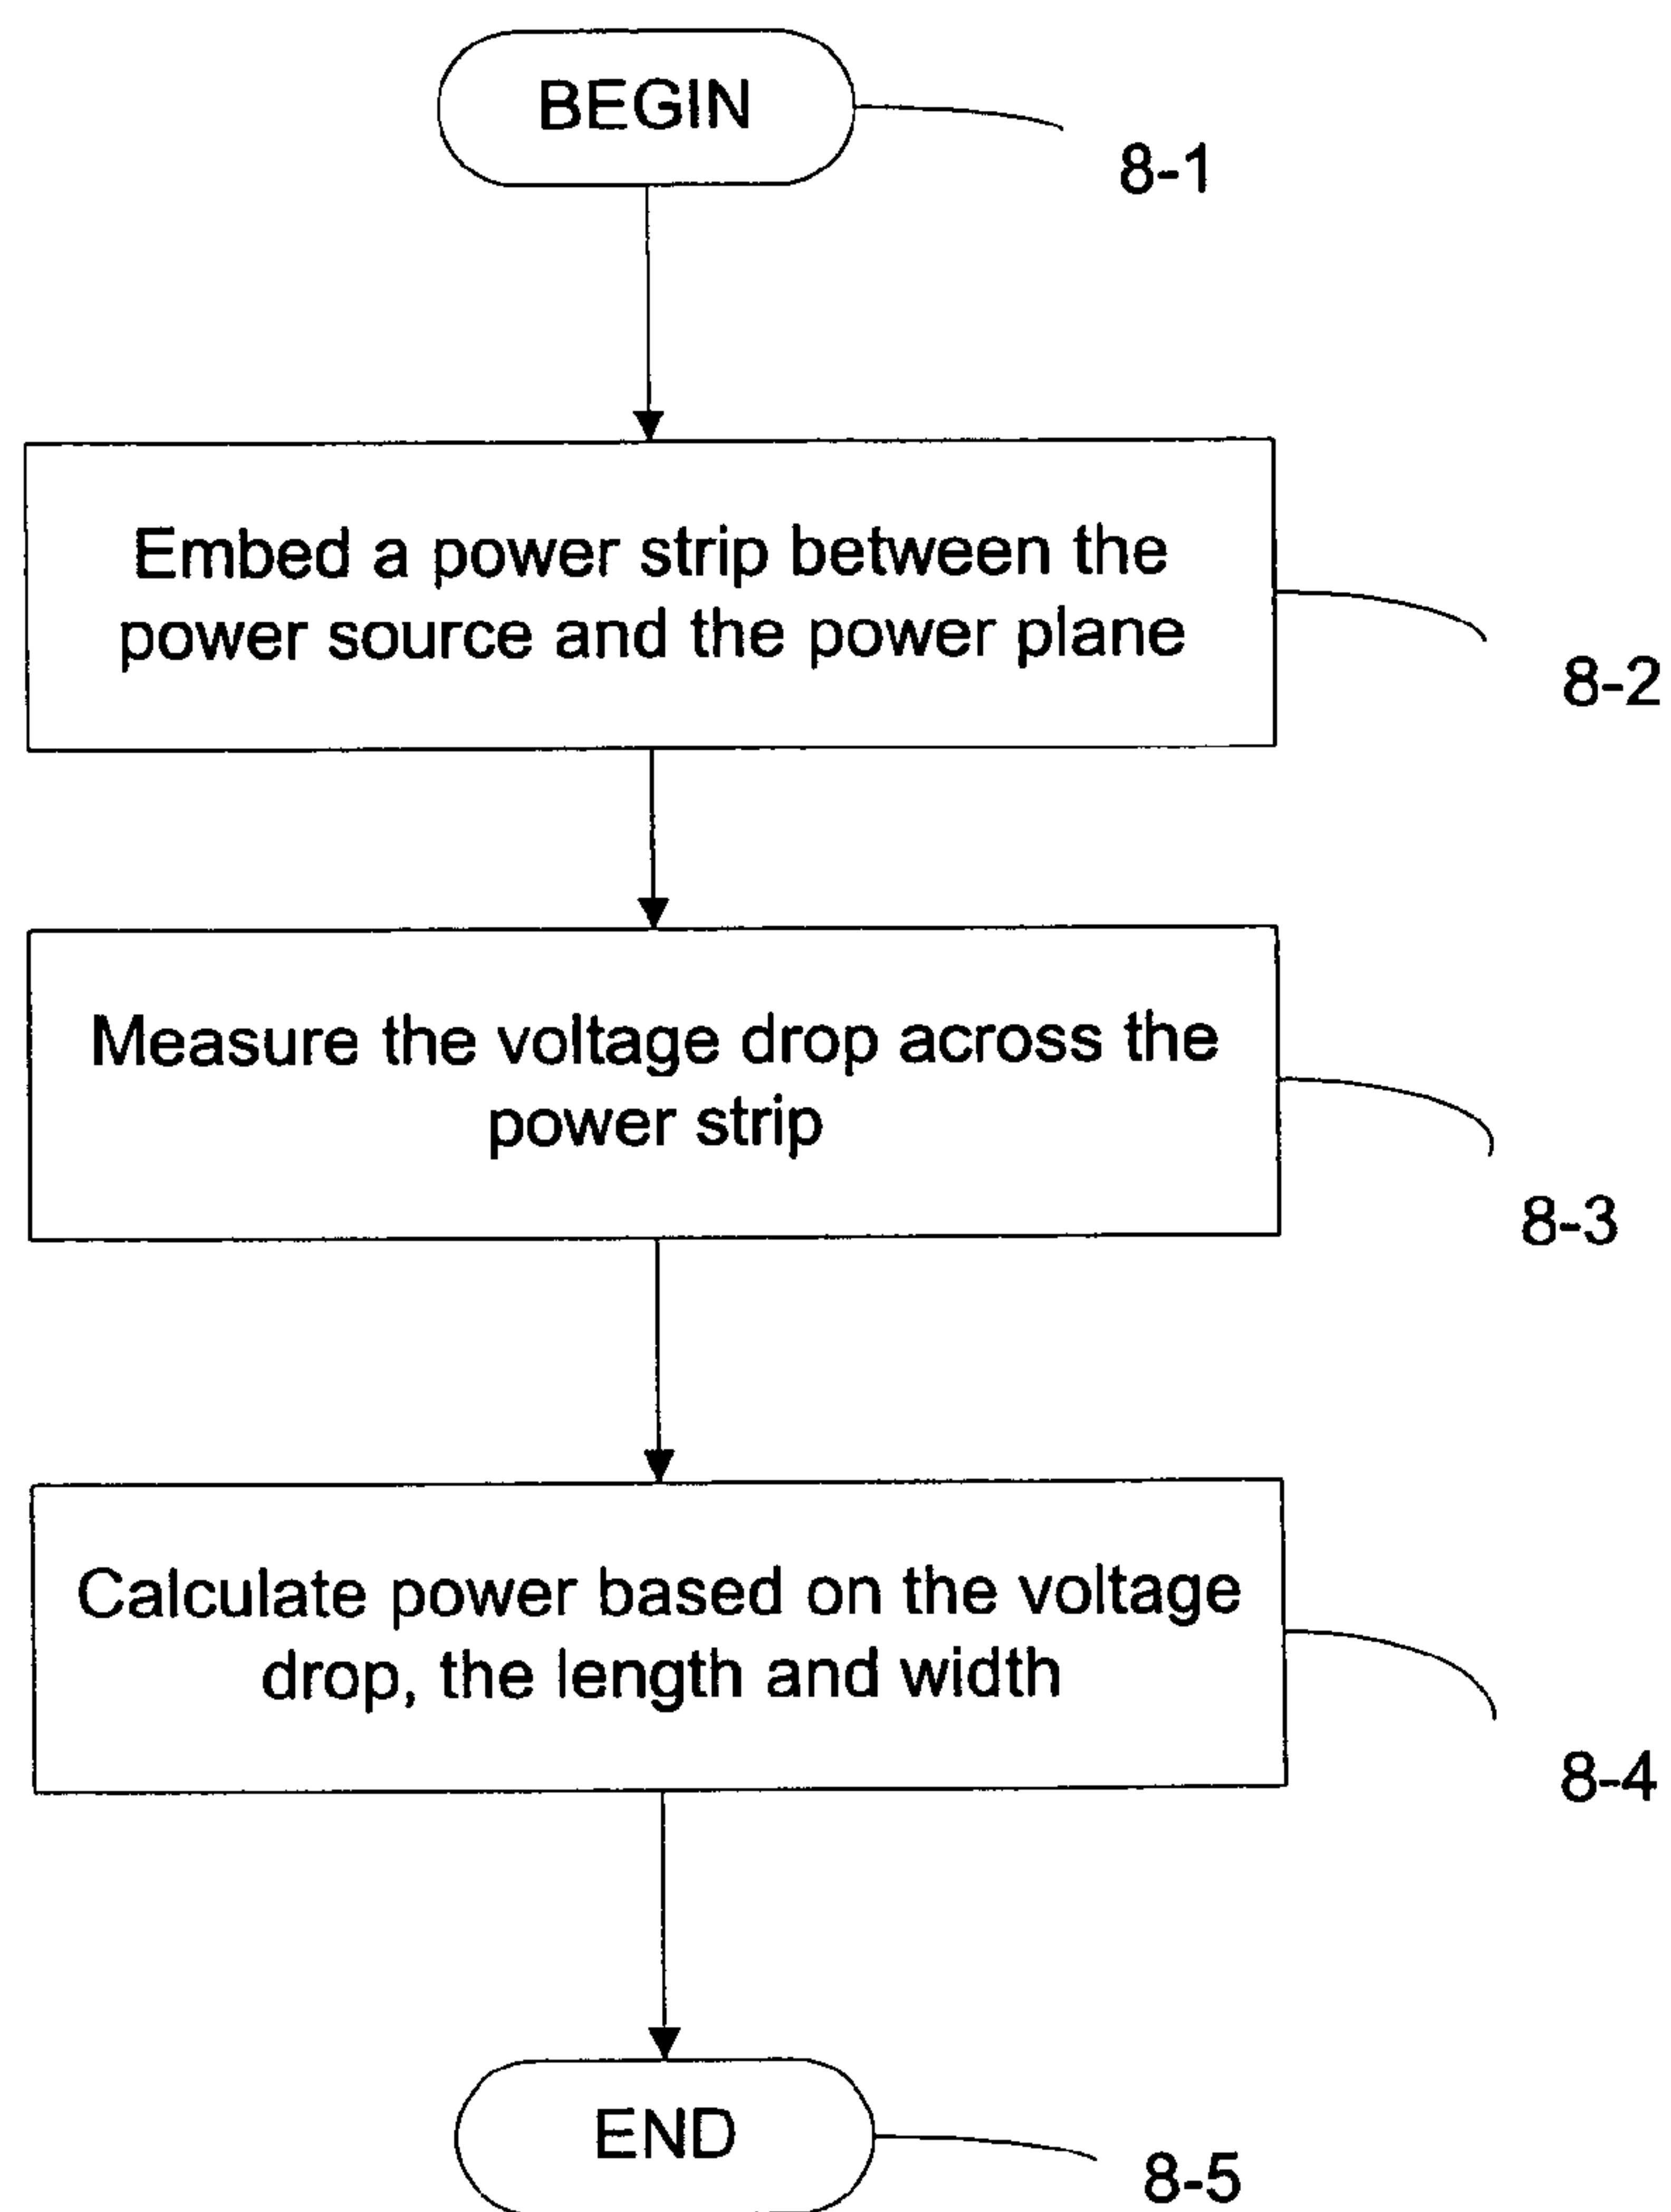 BEGIN
8-1
Embed a power strip between the
power source and the power plane
8-2
Measure the voltage drop across the
power strip
8-3
Calculate power based on the voltage
drop, the length and width
8-4
END
8-5